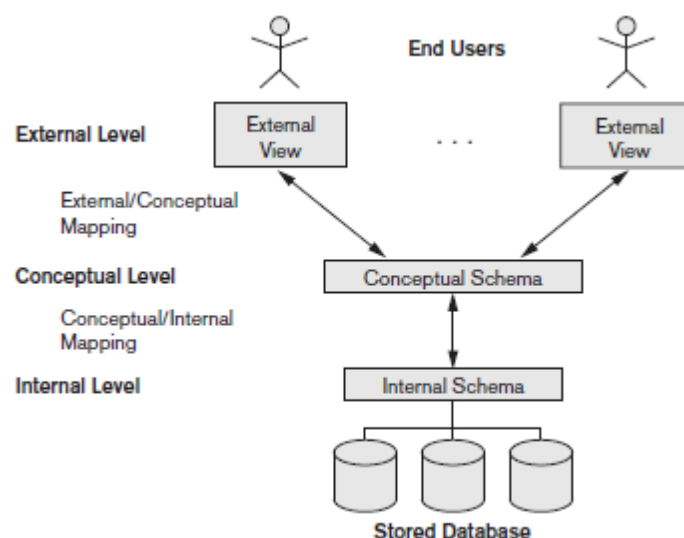 End Users
External Level
External
View
. . .
External
View
External/Conceptual
Mapping
Conceptual Level
Conceptual Schema
Conceptual/Internal
Mapping
Internal Level
Internal Schema
Stored Database